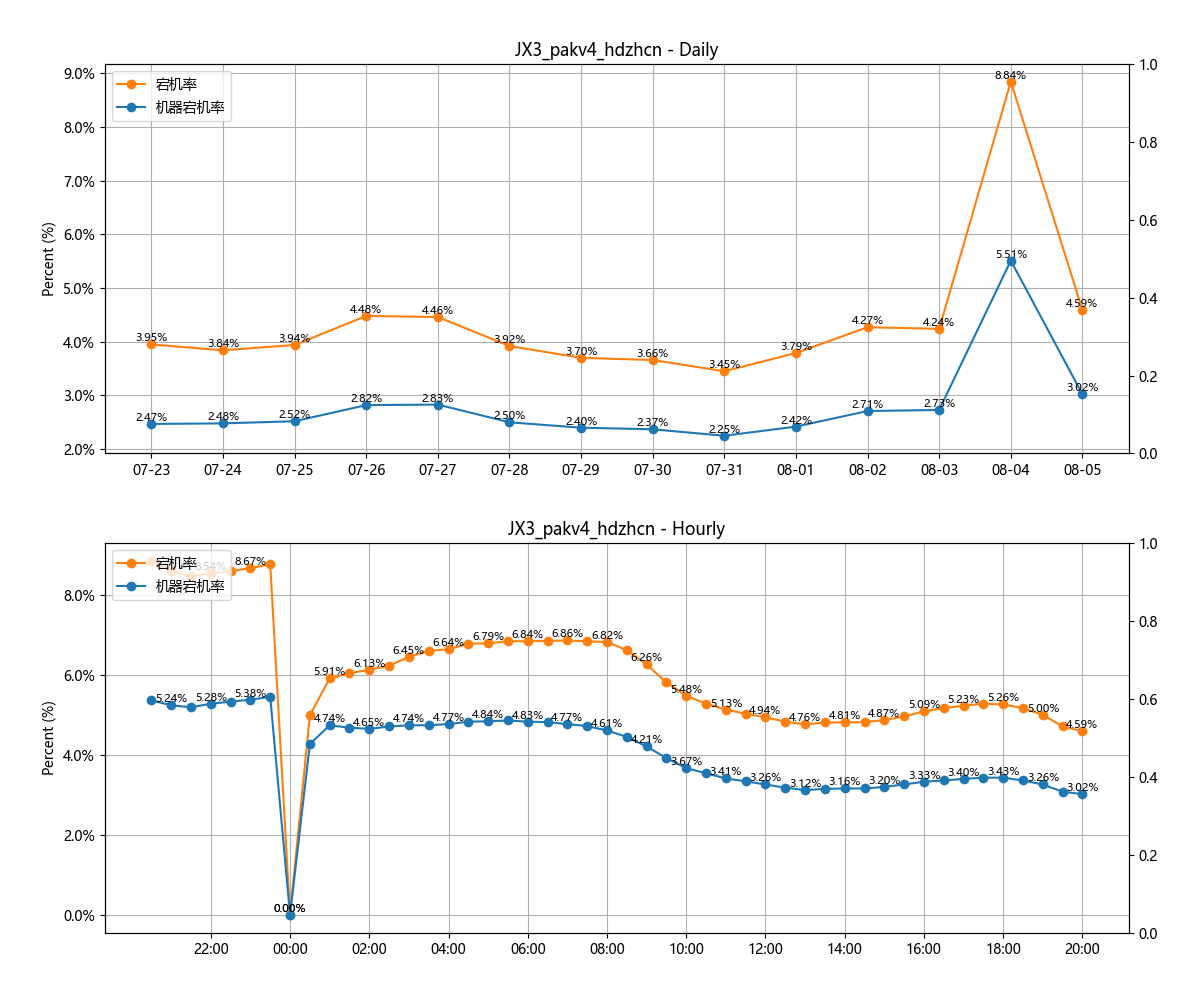 JX3_pakv4_hdzhcn - Daily
宕机率
机器宕机率
Percent (%)
9.0%
8.0%
7.0%
6.0%
5.0%
4.0%
3.0%
2.0%
1.0
0.8
0.6
0.4
0.2
0.0
3.95% 3.84% 3.94% 4.48% 4.46% 3.92% 3.70% 3.66% 3.45% 3.79% 4.27% 4.24% 8.84% 4.59%
2.47% 2.48% 2.52% 2.82% 2.83% 2.50% 2.40% 2.37% 2.25% 2.42% 2.71% 2.73% 5.51% 3.02%
07-23 07-24 07-25 07-26 07-27 07-28 07-29 07-30 07-31 08-01 08-02 08-03 08-04 08-05
JX3_pakv4_hdzhcn - Hourly
宕机率
机器宕机率
Percent (%)
8.0%
6.0%
4.0%
2.0%
0.0%
1.0
0.8
0.6
0.4
0.2
0.0
8.54% 8.67% 0.00% 5.91% 6.13% 6.45% 6.64% 6.79% 6.84% 6.86% 6.82% 6.26% 5.48% 5.13% 4.94% 4.76% 4.81% 4.87% 5.09% 5.23% 5.26% 5.00% 4.59%
5.24% 5.28% 5.38% 0.00% 4.74% 4.65% 4.74% 4.77% 4.84% 4.83% 4.77% 4.61% 4.21% 3.67% 3.41% 3.26% 3.12% 3.16% 3.20% 3.33% 3.40% 3.43% 3.26% 3.02%
22:00 00:00 02:00 04:00 06:00 08:00 10:00 12:00 14:00 16:00 18:00 20:00